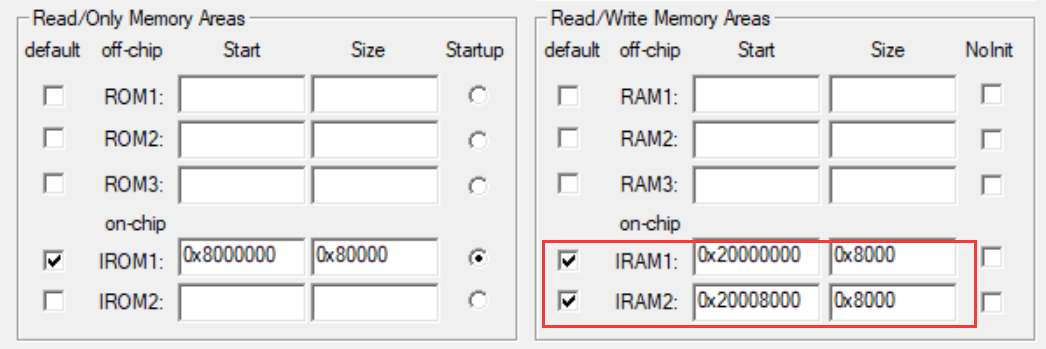 Read/Only Memory Areas
default off-chip Start Size Startup
ROM1:
ROM2:
ROM3:
on-chip
IROM1: 0x8000000 0x80000
IROM2:
Read/Write Memory Areas
default off-chip Start Size NoInit
RAM1:
RAM2:
RAM3:
on-chip
IRAM1: 0x20000000 0x8000
IRAM2: 0x20008000 0x8000